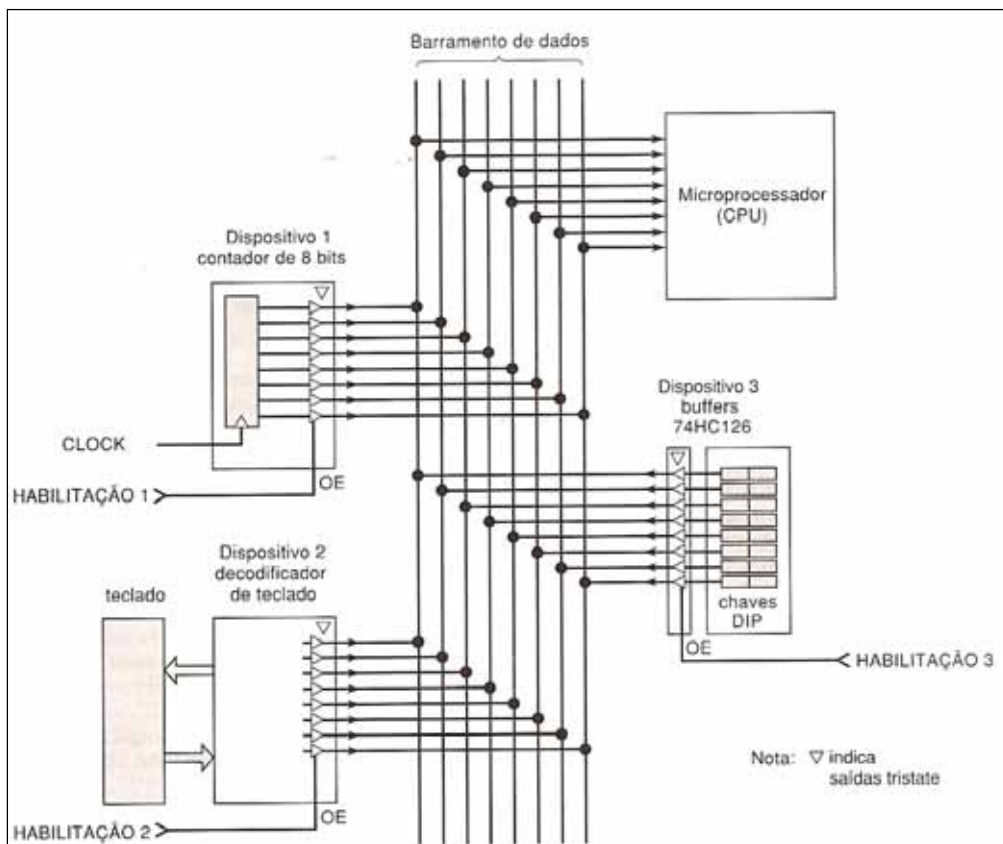 Barramento de dados
Microprocessador
(CPU)
Dispositivo 1
contador de 8 bits
CLOCK
OE
HABILITAÇÃO 1
Dispositivo 3
buffers
74HC126
chaves
DIP
OE
HABILITAÇÃO 3
Dispositivo 2
decodificador
de teclado
teclado
OE
HABILITAÇÃO 2
Nota: ▽ indica
saídas tristate